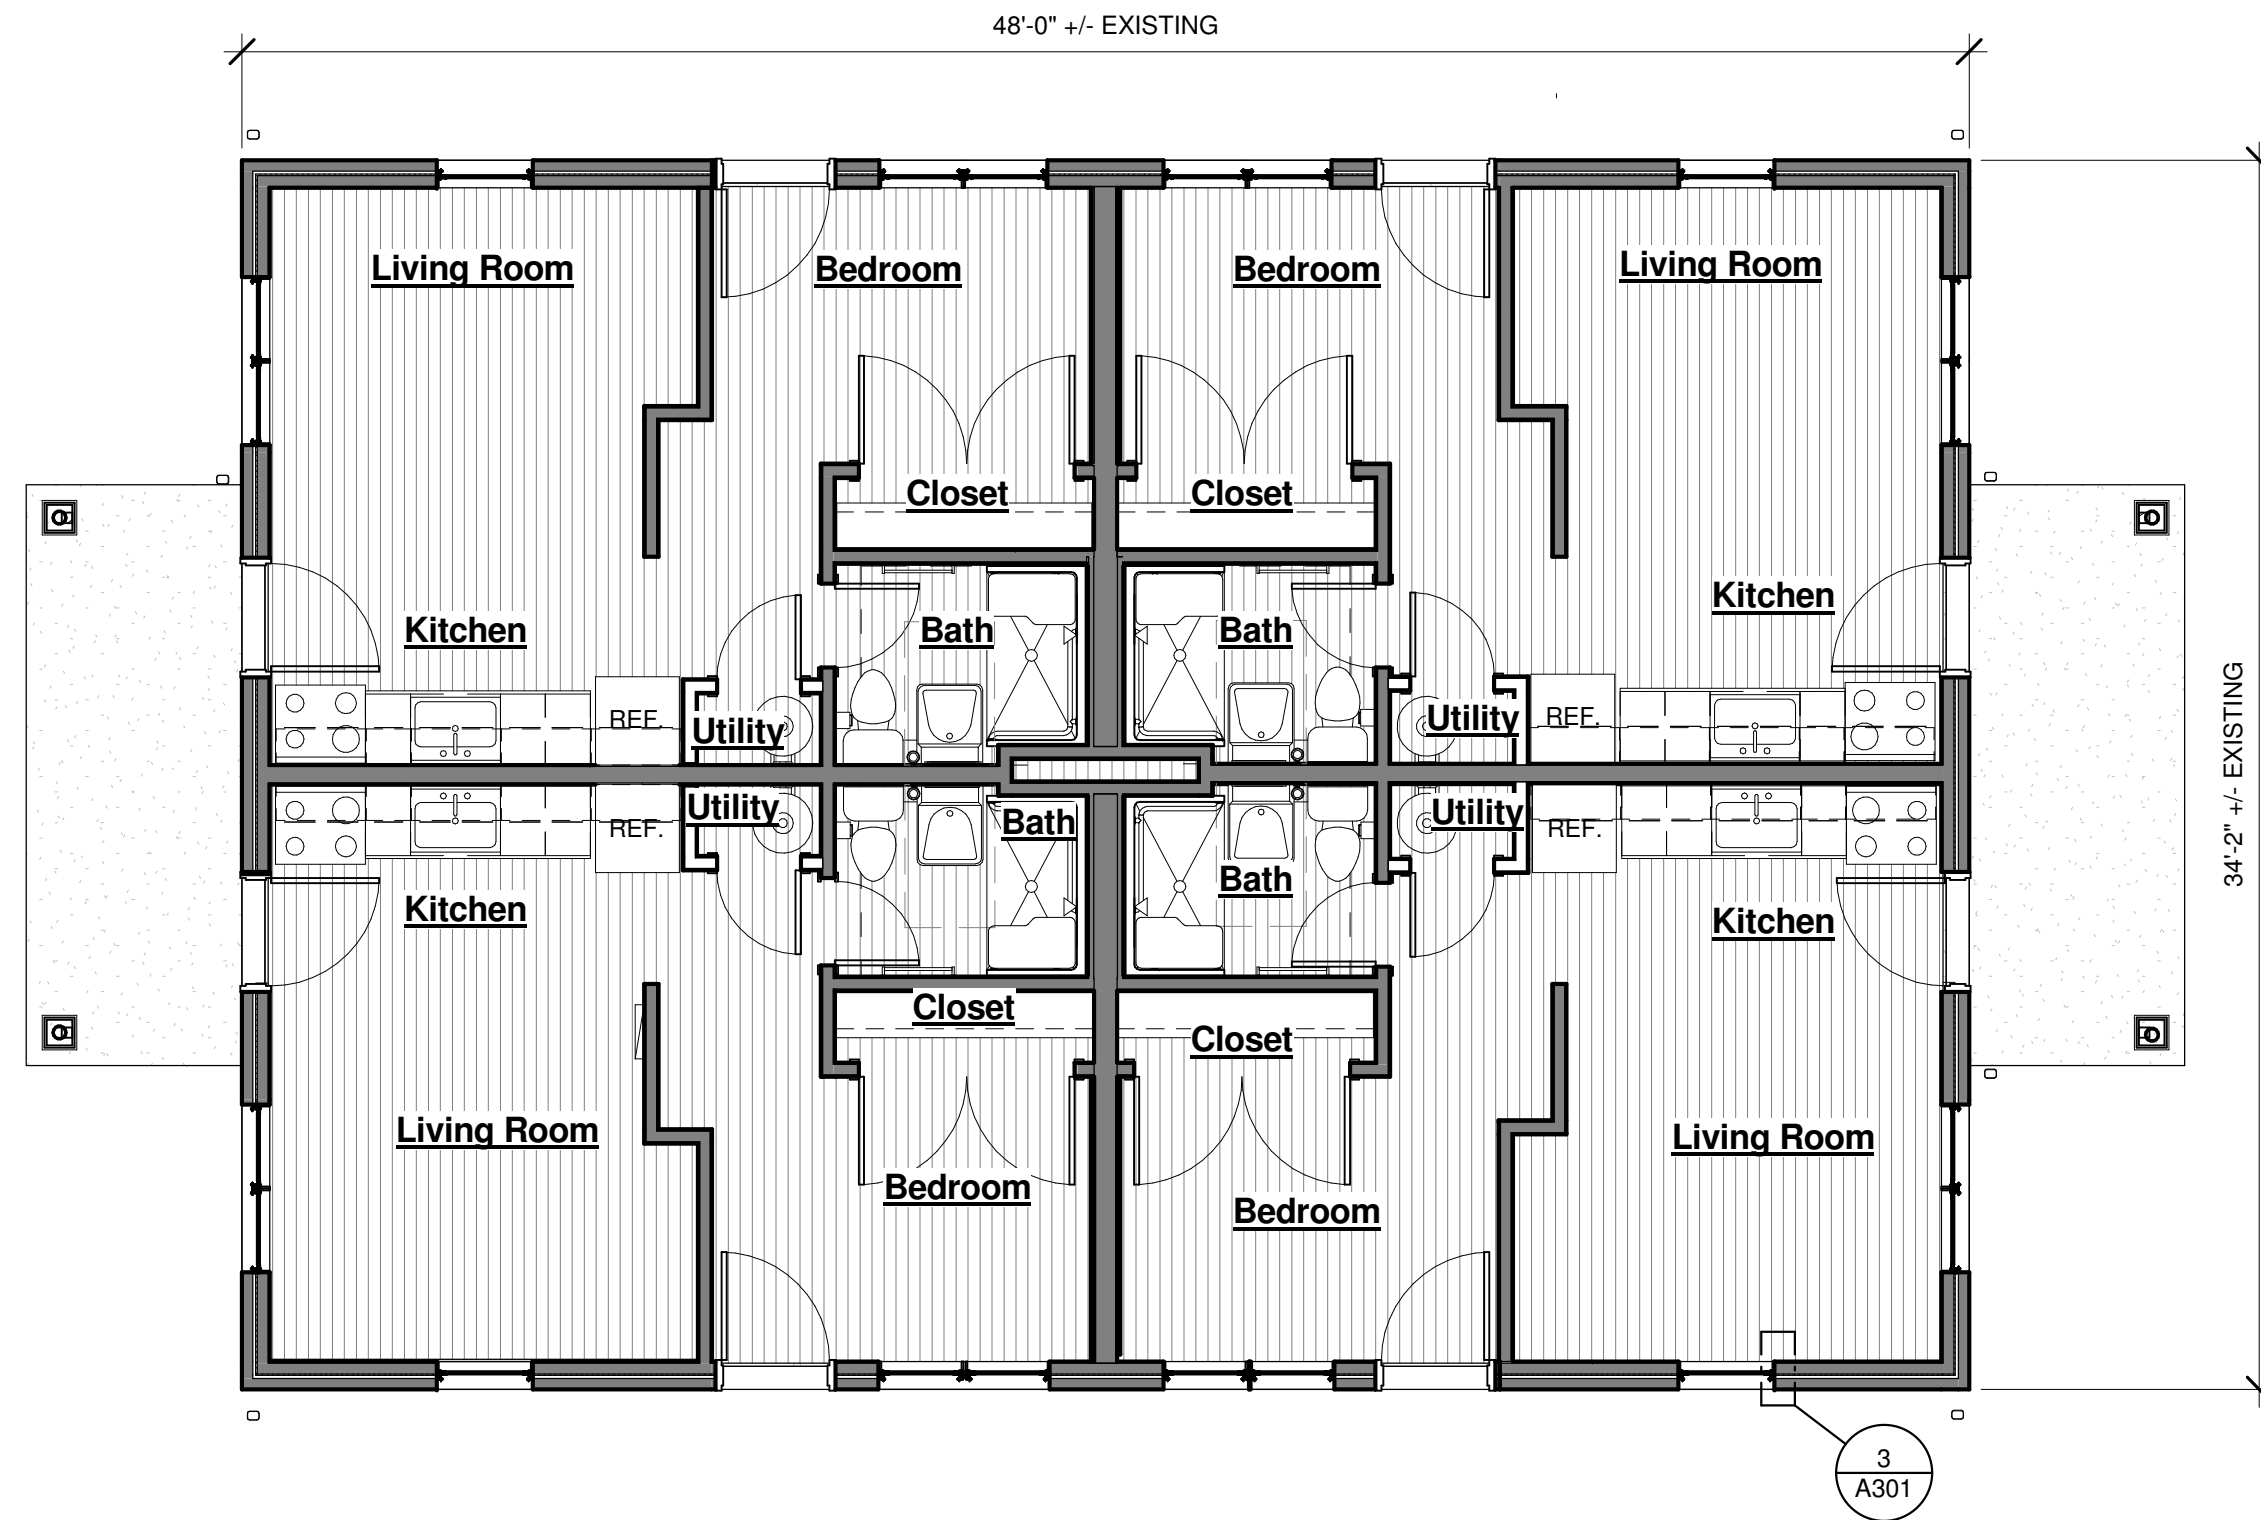 48'-0" +/- EXISTING
Living Room
Bedroom
Bedroom
Living Room
Closet
Closet
Kitchen
Bath
Bath
Kitchen
REF.
Utility
Utility
REF.
34'-2" +/- EXISTING
REF.
Utility
Bath
Utility
REF.
Kitchen
Bath
Kitchen
Closet
Closet
Living Room
Living Room
Bedroom
Bedroom
3
A301